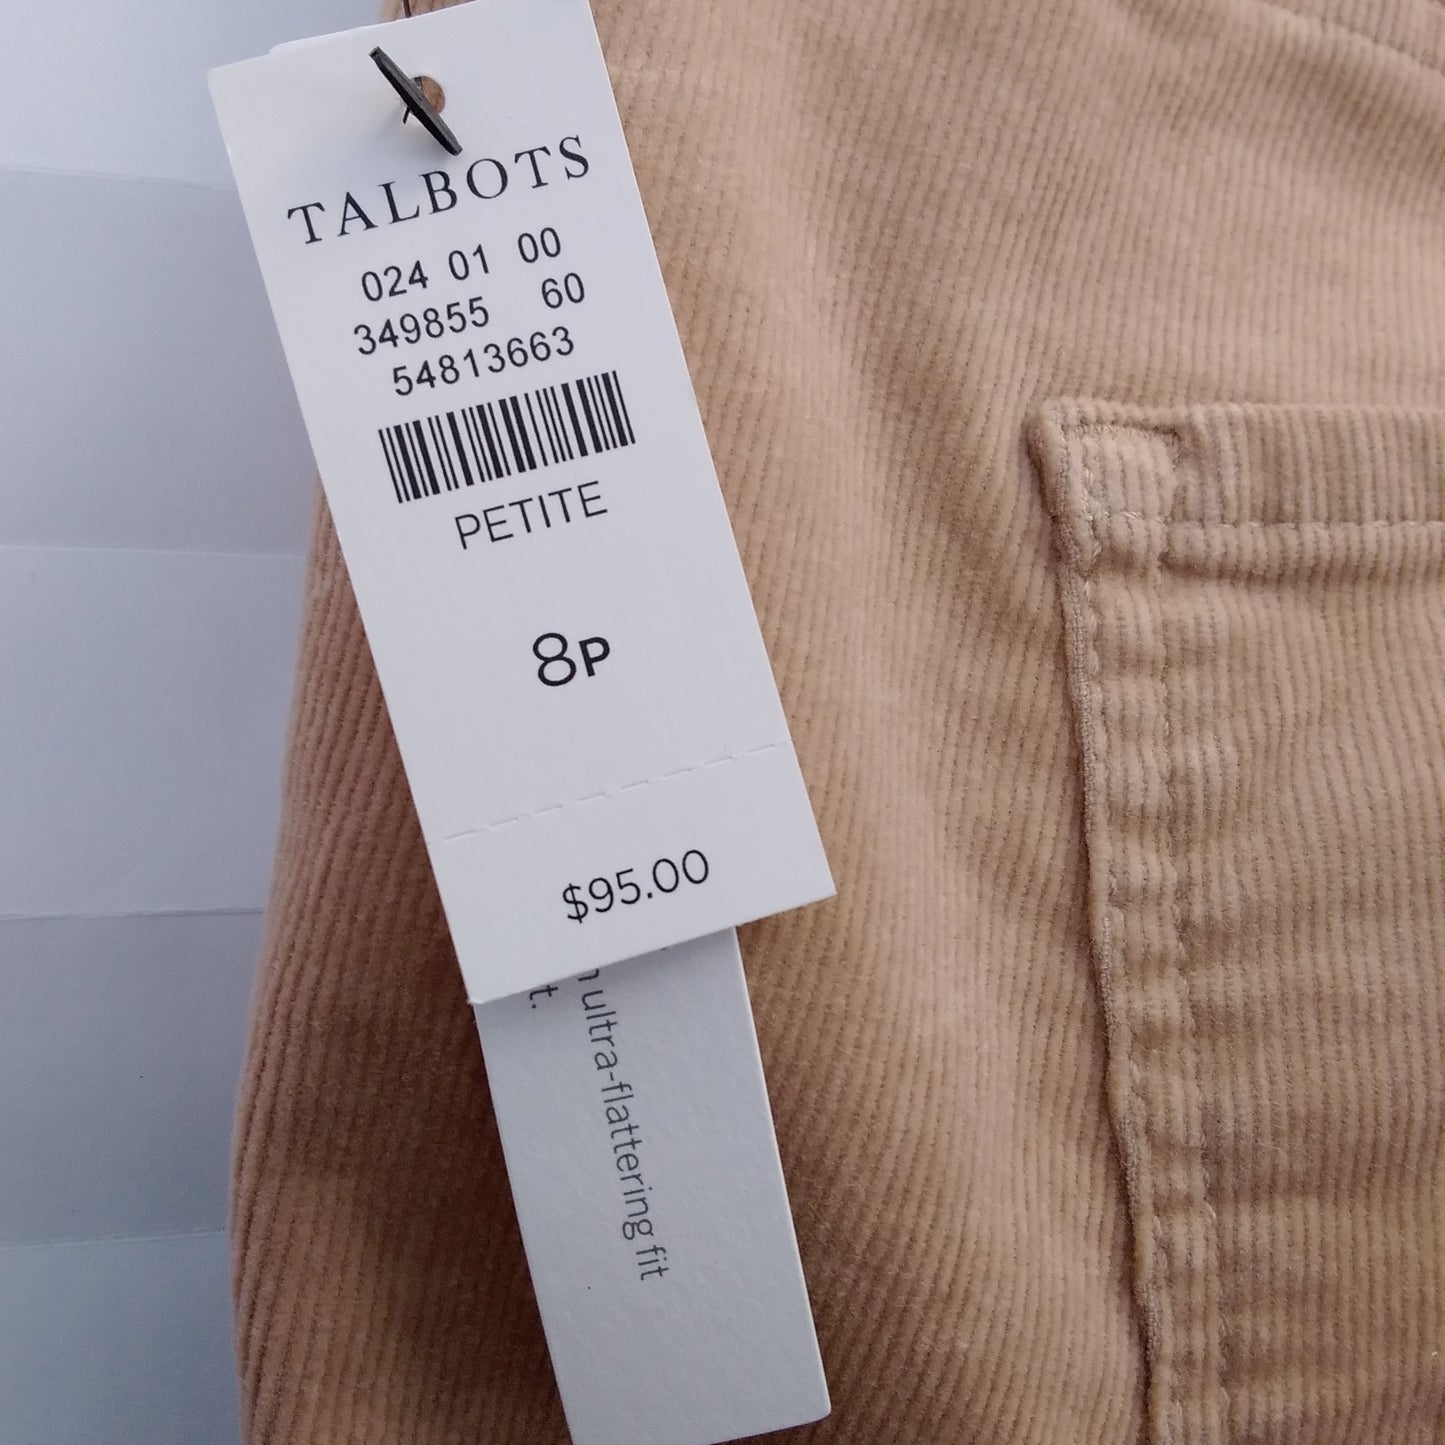 TALBOTS
024 01 00
349855 60
54813663
PETITE
8P
$95.00
ultra-flattering fit
t.